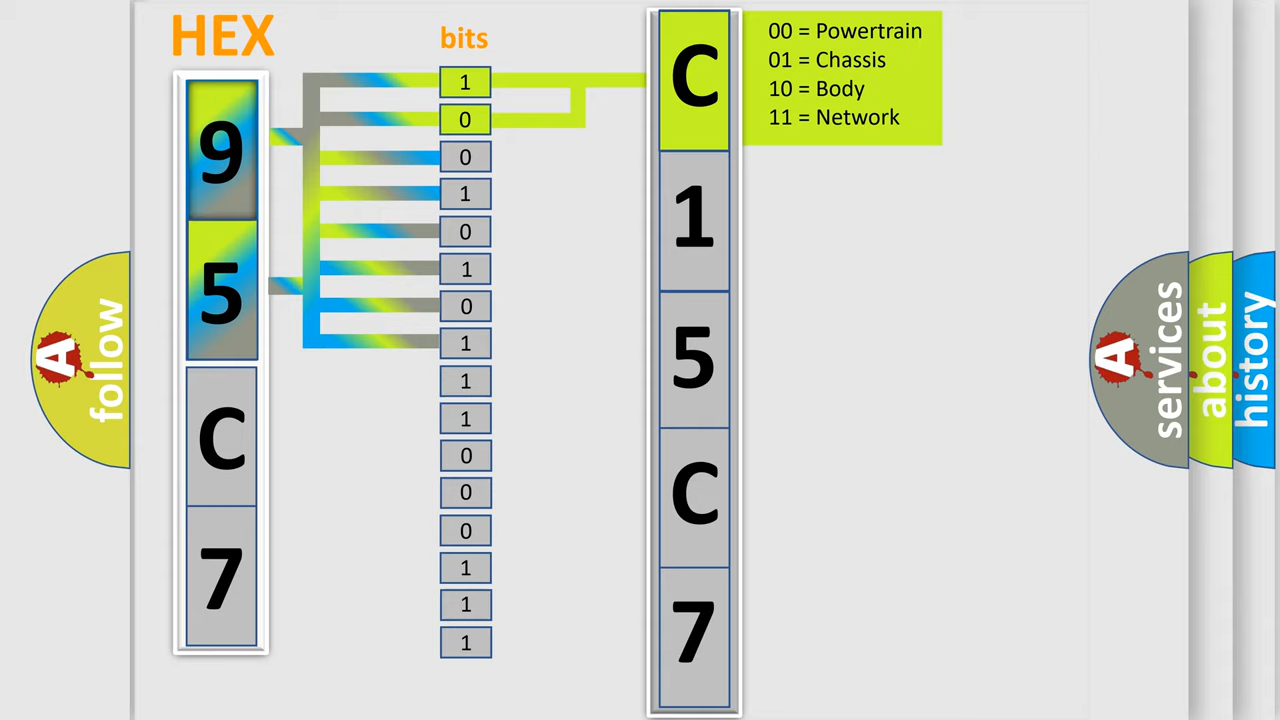 HEX
bits
9
5
C
7
1
0
0
1
0
1
0
1
1
1
0
0
0
1
1
1
C
1
5
C
7
00 = Powertrain
01 = Chassis
10 = Body
11 = Network
A
follow
A
services
about
history